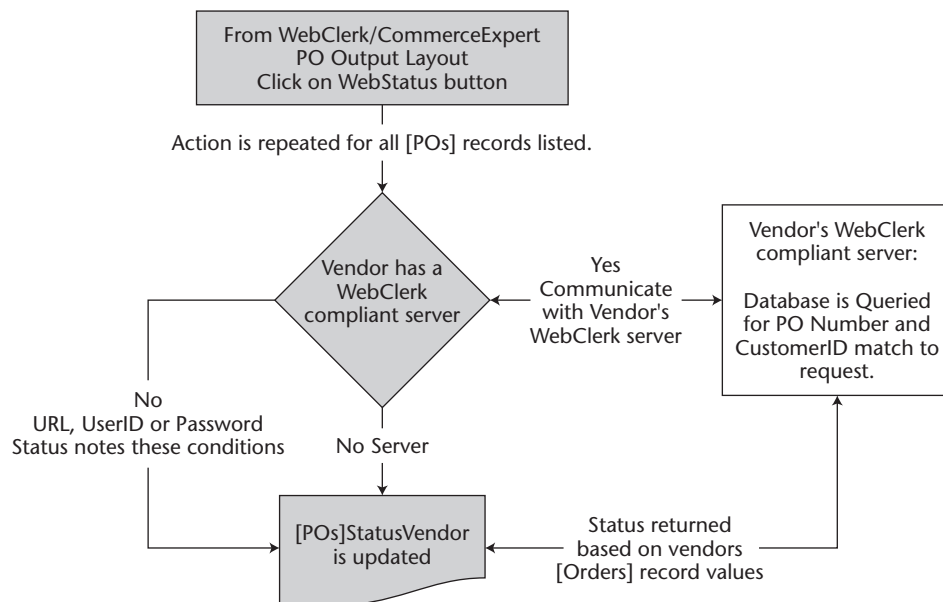 From WebClerk/CommerceExpert
PO Output Layout
Click on WebStatus button
Action is repeated for all [POs] records listed.
Vendor has a
WebClerk
compliant server
Yes
Communicate
with Vendor's
WebClerk server
Vendor's WebClerk
compliant server:
Database is Queried
for PO Number and
CustomerID match to
request.
No
URL, UserID or Password
Status notes these conditions
No Server
[POs]StatusVendor
is updated
Status returned
based on vendors
[Orders] record values